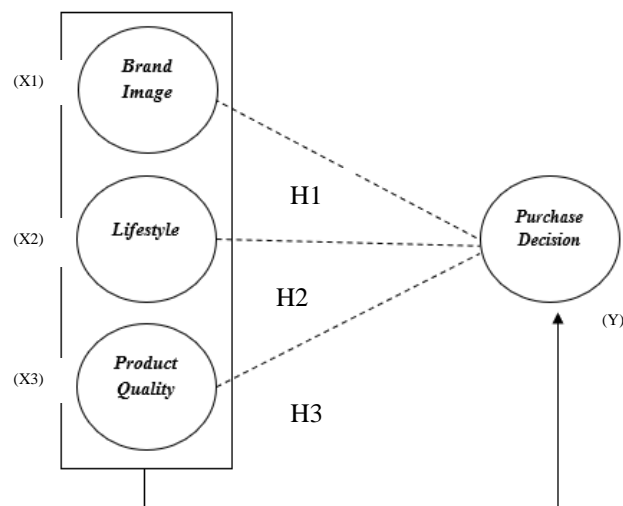 Brand
Image
(X1)
H1
(X2)
Lifestyle
Purchase
Decision
H2
(Y)
Product
Quality
(X3)
H3